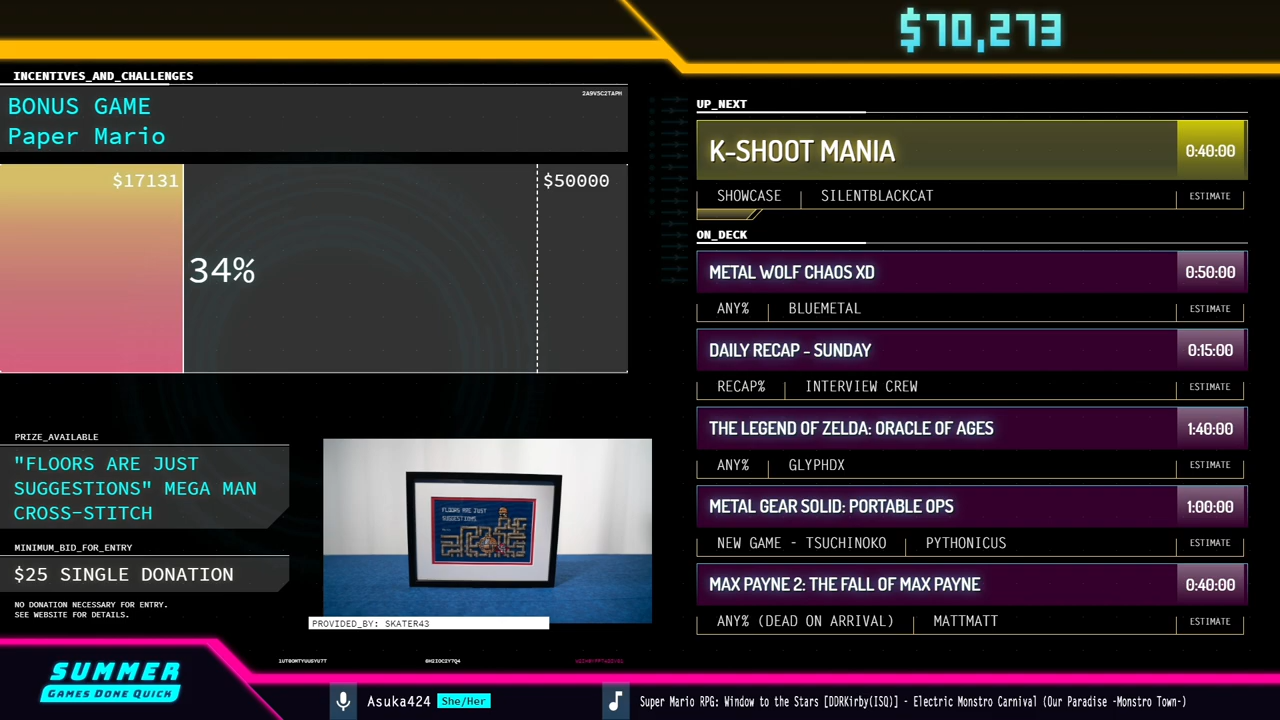 $70,273
INCENTIVES_AND_CHALLENGES
2A9VSC2TAPH
BONUS GAME
Paper Mario
$17131
$50000
34%
PRIZE_AVAILABLE
"FLOORS ARE JUST
SUGGESTIONS" MEGA MAN
CROSS-STITCH
MINIMUM_BID_FOR_ENTRY
$25 SINGLE DONATION
NO DONATION NECESSARY FOR ENTRY.
SEE WEBSITE FOR DETAILS.
FLOORS ARE JUST
SUGGESTIONS
PROVIDED_BY: SKATER43
UP_NEXT
K-SHOOT MANIA 0:40:00
SHOWCASE SILENTBLACKCAT ESTIMATE
ON_DECK
METAL WOLF CHAOS XD 0:50:00
ANY% BLUEMETAL ESTIMATE
DAILY RECAP - SUNDAY 0:15:00
RECAP% INTERVIEW CREW ESTIMATE
THE LEGEND OF ZELDA: ORACLE OF AGES 1:40:00
ANY% GLYPHDX ESTIMATE
METAL GEAR SOLID: PORTABLE OPS 1:00:00
NEW GAME - TSUCHINOKO PYTHONICUS ESTIMATE
MAX PAYNE 2: THE FALL OF MAX PAYNE 0:40:00
ANY% (DEAD ON ARRIVAL) MATTMATT ESTIMATE
SUMMER
GAMES DONE QUICK
Asuka424 She/Her
Super Mario RPG: Window to the Stars [DDRKirby(ISQ)] - Electric Monstro Carnival (Our Paradise -Monstro Town-)